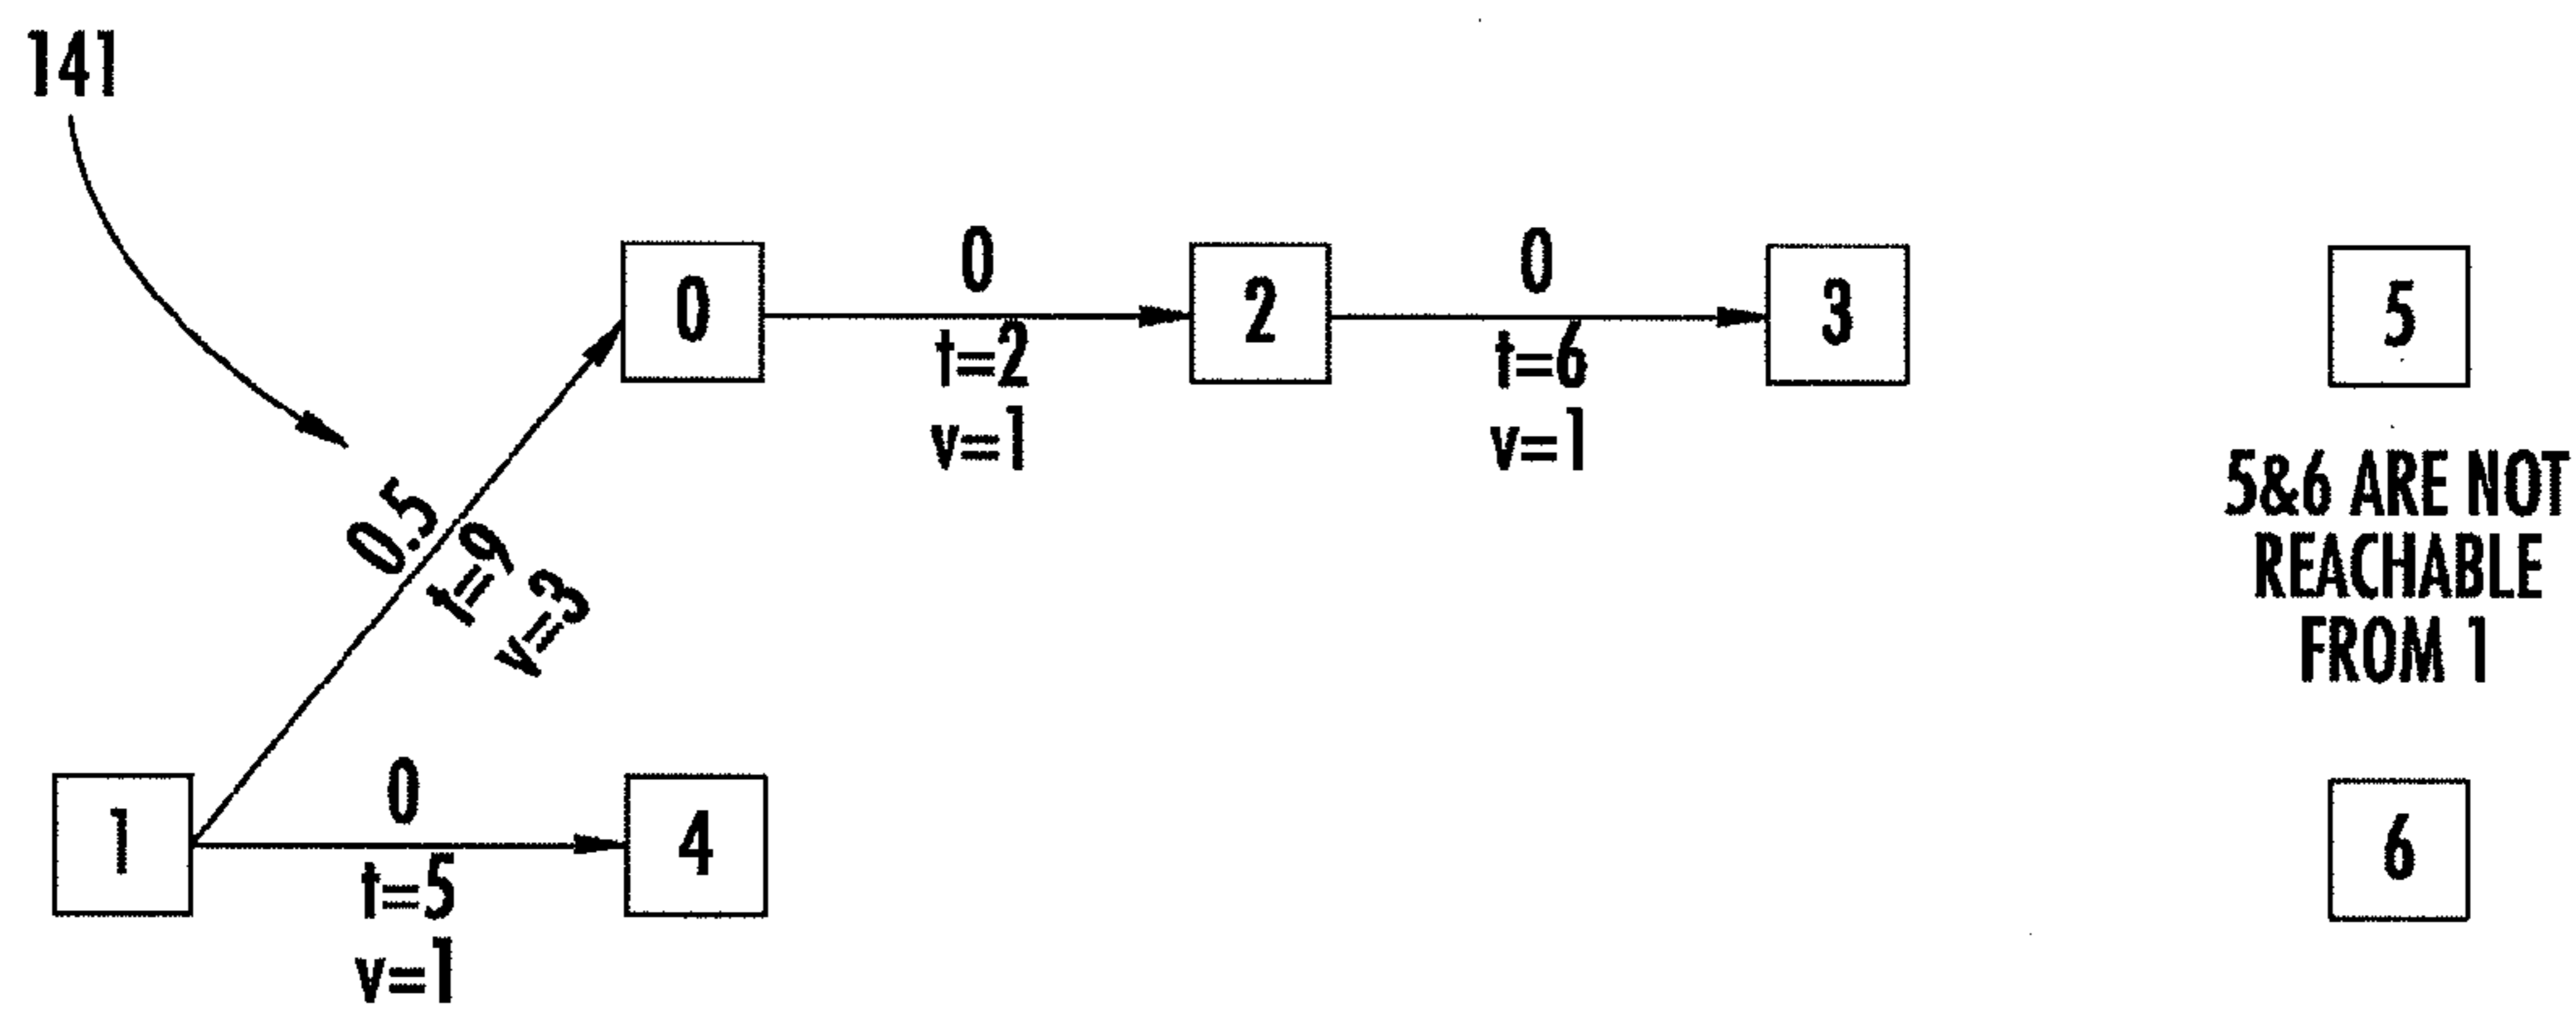 141
0
0
0
2
3
5
t=2
t=6
v=1
v=1
5&6 ARE NOT
REACHABLE
FROM 1
0.5
t=9
v=3
0
1
4
6
t=5
v=1